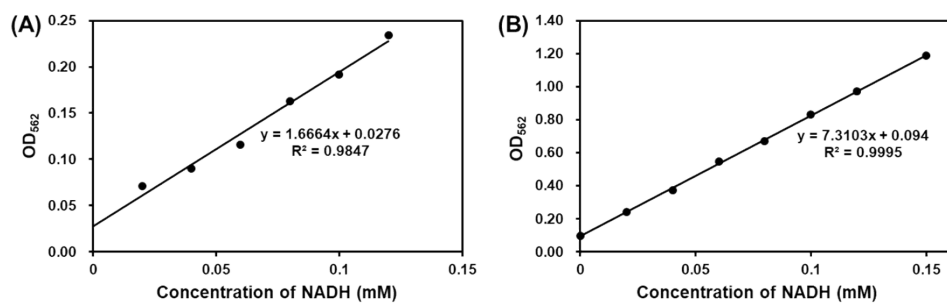 (A)
0.25
0.20
0.15
0.10
0.05
0.00
OD562
y = 1.6664x + 0.0276
R² = 0.9847
0 0.05 0.1 0.15
Concentration of NADH (mM)
(B)
1.40
1.20
1.00
0.80
0.60
0.40
0.20
0.00
OD562
y = 7.3103x + 0.094
R² = 0.9995
0 0.05 0.1 0.15
Concentration of NADH (mM)